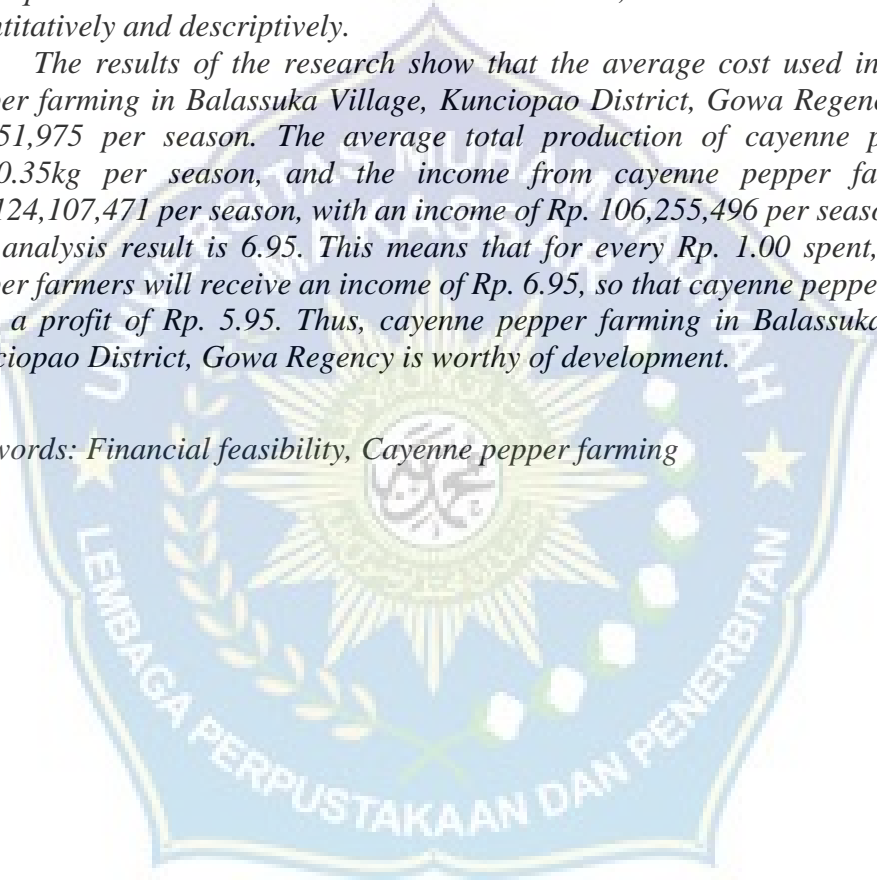 ntitatively and descriptively.
The results of the research show that the average cost used in
er farming in Balassuka Village, Kunciopao District, Gowa Regenc
51,975 per season. The average total production of cayenne p
0.35kg per season, and the income from cayenne pepper fa
124,107,471 per season, with an income of Rp. 106,255,496 per seaso
analysis result is 6.95. This means that for every Rp. 1.00 spent,
er farmers will receive an income of Rp. 6.95, so that cayenne peppe
a profit of Rp. 5.95. Thus, cayenne pepper farming in Balassuka
ciopao District, Gowa Regency is worthy of development.
words: Financial feasibility, Cayenne pepper farming
UNIVERSITAS MUHAMMADIYAH
MAKASSAR
LEMBAGA PERPUSTAKAAN DAN PENERBITAN